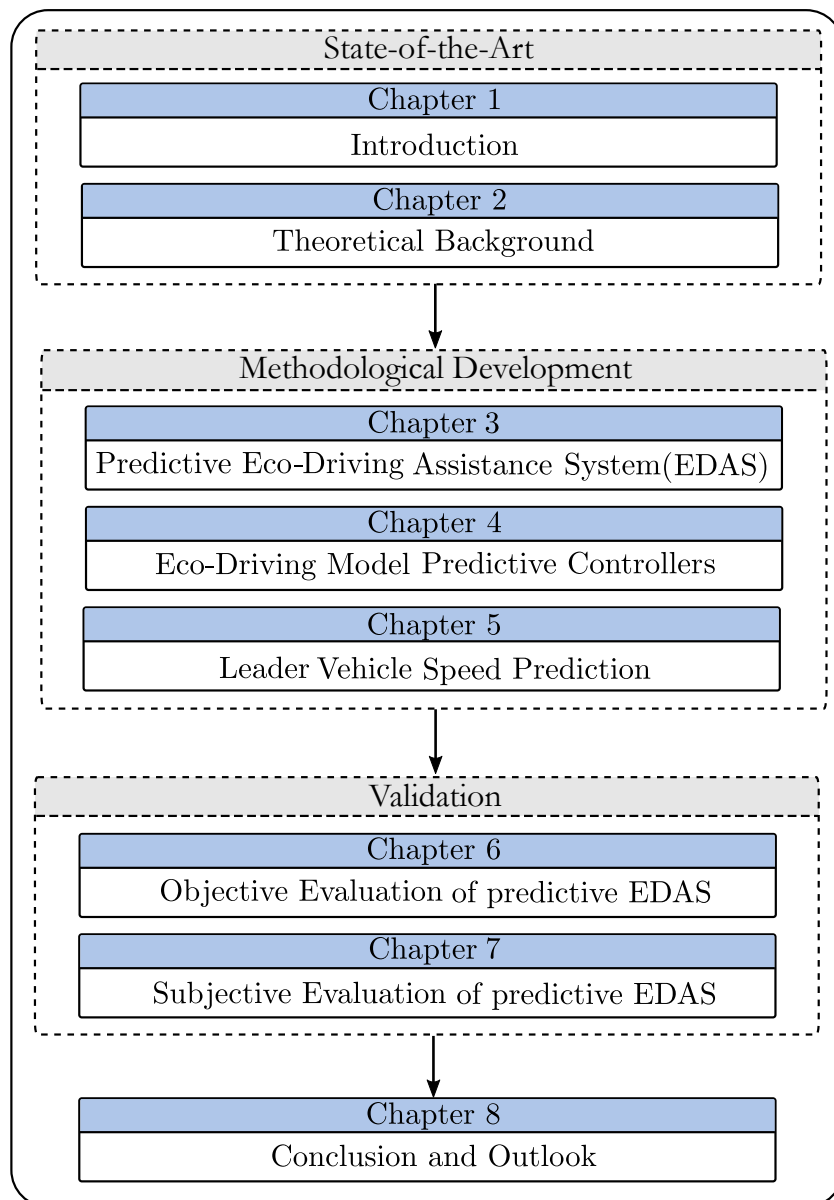 State-of-the-Art
Chapter 1
Introduction
Chapter 2
Theoretical Background
Methodological Development
Chapter 3
Predictive Eco-Driving Assistance System(EDAS)
Chapter 4
Eco-Driving Model Predictive Controllers
Chapter 5
Leader Vehicle Speed Prediction
Validation
Chapter 6
Objective Evaluation of predictive EDAS
Chapter 7
Subjective Evaluation of predictive EDAS
Chapter 8
Conclusion and Outlook